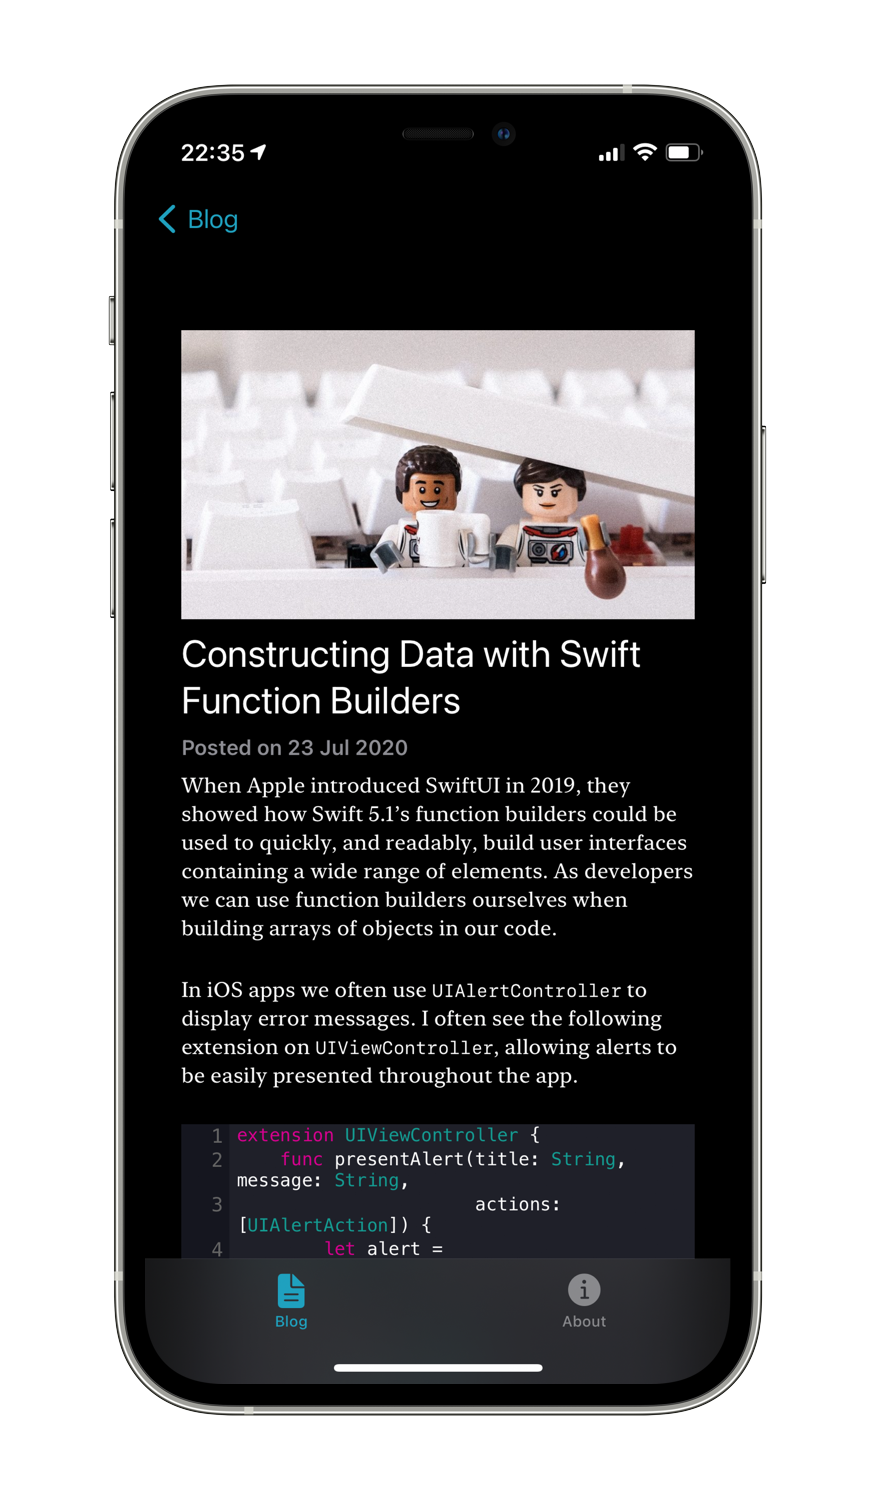 22:35
Blog
Constructing Data with Swift
Function Builders
Posted on 23 Jul 2020
When Apple introduced SwiftUI in 2019, they
showed how Swift 5.1’s function builders could be
used to quickly, and readably, build user interfaces
containing a wide range of elements. As developers
we can use function builders ourselves when
building arrays of objects in our code.
In iOS apps we often use UIAlertController to
display error messages. I often see the following
extension on UIViewController, allowing alerts to
be easily presented throughout the app.
1 extension UIViewController {
2     func presentAlert(title: String,
message: String,
3                       actions:
[UIAlertAction]) {
4         let alert =
Blog
About